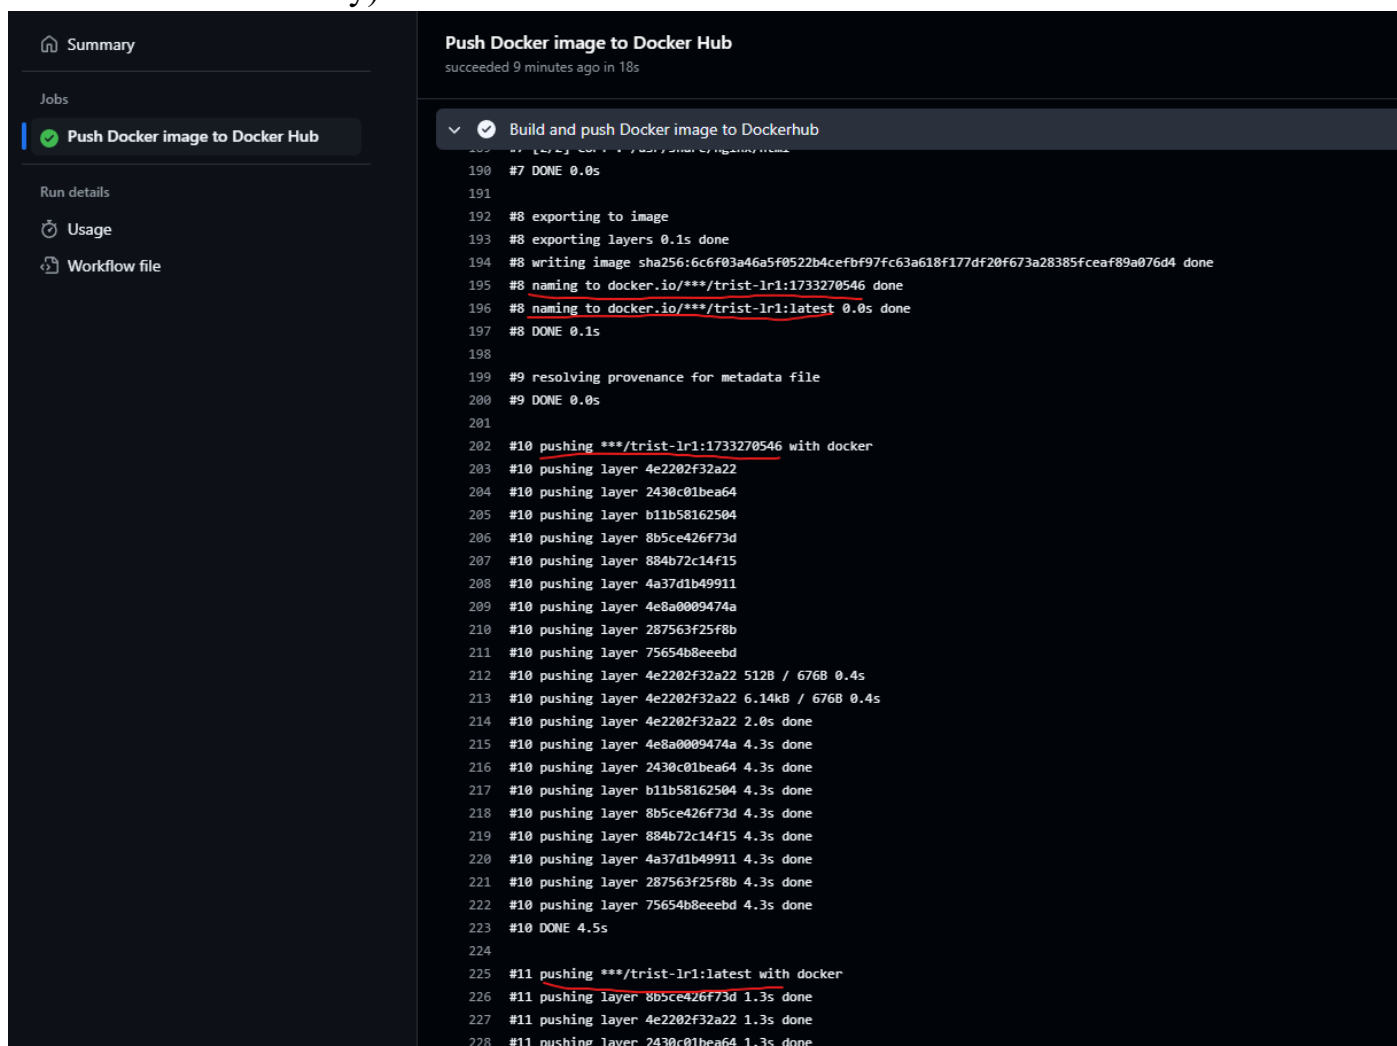 Summary
Jobs
Push Docker image to Docker Hub
Run details
Usage
Workflow file
Push Docker image to Docker Hub
succeeded 9 minutes ago in 18s
Build and push Docker image to Dockerhub
190 #7 DONE 0.0s
191
192 #8 exporting to image
193 #8 exporting layers 0.1s done
194 #8 writing image sha256:6c6f03a46a5f0522b4cefbf97fc63a618f177df20f673a28385fceaf89a076d4 done
195 #8 naming to docker.io/***/trist-lr1:1733270546 done
196 #8 naming to docker.io/***/trist-lr1:latest 0.0s done
197 #8 DONE 0.1s
198
199 #9 resolving provenance for metadata file
200 #9 DONE 0.0s
201
202 #10 pushing ***/trist-lr1:1733270546 with docker
203 #10 pushing layer 4e2202f32a22
204 #10 pushing layer 2430c01bea64
205 #10 pushing layer b11b58162504
206 #10 pushing layer 8b5ce426f73d
207 #10 pushing layer 884b72c14f15
208 #10 pushing layer 4a37d1b49911
209 #10 pushing layer 4e8a0009474a
210 #10 pushing layer 287563f25f8b
211 #10 pushing layer 75654b8eeebd
212 #10 pushing layer 4e2202f32a22 512B / 676B 0.4s
213 #10 pushing layer 4e2202f32a22 6.14kB / 676B 0.4s
214 #10 pushing layer 4e2202f32a22 2.0s done
215 #10 pushing layer 4e8a0009474a 4.3s done
216 #10 pushing layer 2430c01bea64 4.3s done
217 #10 pushing layer b11b58162504 4.3s done
218 #10 pushing layer 8b5ce426f73d 4.3s done
219 #10 pushing layer 884b72c14f15 4.3s done
220 #10 pushing layer 4a37d1b49911 4.3s done
221 #10 pushing layer 287563f25f8b 4.3s done
222 #10 pushing layer 75654b8eeebd 4.3s done
223 #10 DONE 4.5s
224
225 #11 pushing ***/trist-lr1:latest with docker
226 #11 pushing layer 8b5ce426f73d 1.3s done
227 #11 pushing layer 4e2202f32a22 1.3s done
228 #11 pushing layer 2430c01bea64 1.3s done